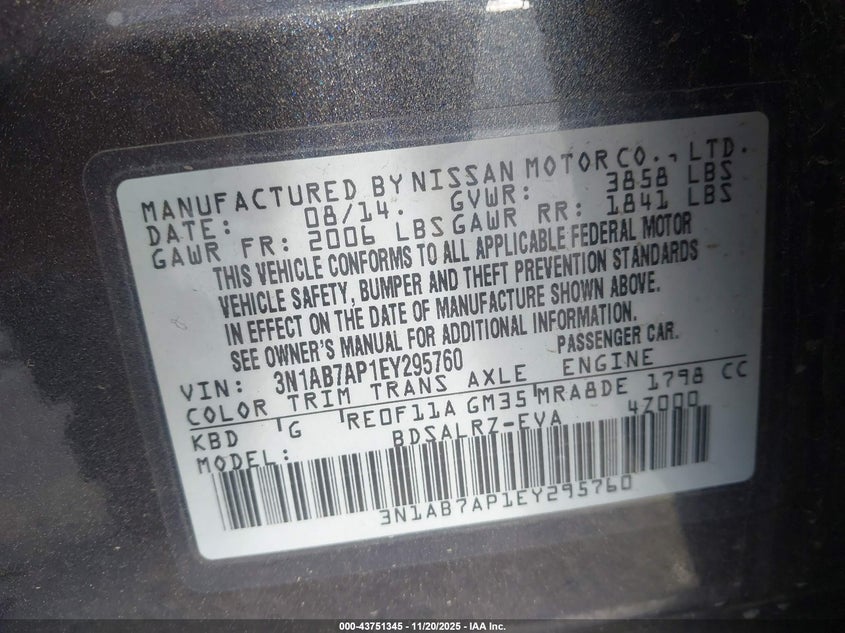 MANUFACTURED BY NISSAN MOTOR CO., LTD.
DATE: 08/14. GVWR: 3858 LBS
GAWR FR: 2006 LBS GAWR RR: 1841 LBS
THIS VEHICLE CONFORMS TO ALL APPLICABLE FEDERAL MOTOR
VEHICLE SAFETY, BUMPER AND THEFT PREVENTION STANDARDS
IN EFFECT ON THE DATE OF MANUFACTURE SHOWN ABOVE.
SEE OWNER'S MANUAL FOR ADDITIONAL INFORMATION.
VIN: 3N1AB7AP1EY295760 PASSENGER CAR.
COLOR TRIM TRANS AXLE ENGINE
KBD G RE0F11A GM35 MRA8DE 1798 CC
MODEL: BDSALRZ-EVA 4Z000
3N1AB7AP1EY295760
000-43751345 | 11/20/2025 | IAA Inc.